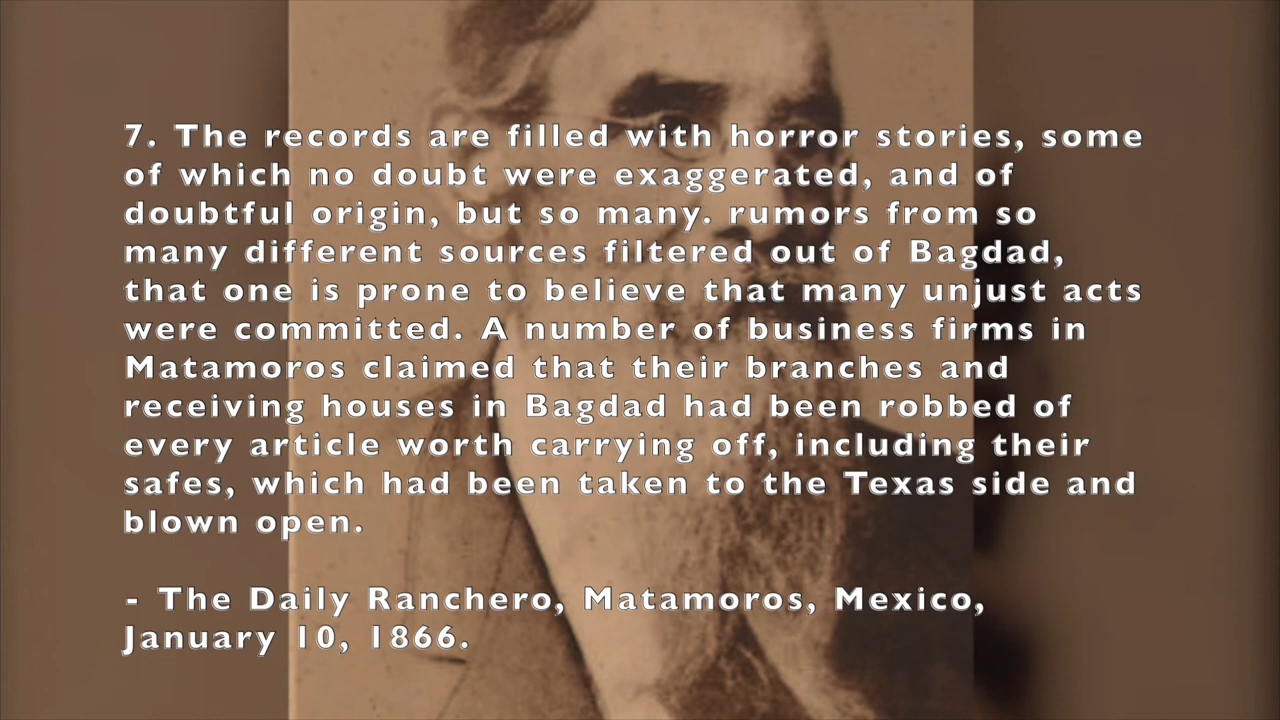 7. The records are filled with horror stories, some
of which no doubt were exaggerated, and of
doubtful origin, but so many. rumors from so
many different sources filtered out of Bagdad,
that one is prone to believe that many unjust acts
were committed. A number of business firms in
Matamoros claimed that their branches and
receiving houses in Bagdad had been robbed of
every article worth carrying off, including their
safes, which had been taken to the Texas side and
blown open.
- The Daily Ranchero, Matamoros, Mexico,
January 10, 1866.